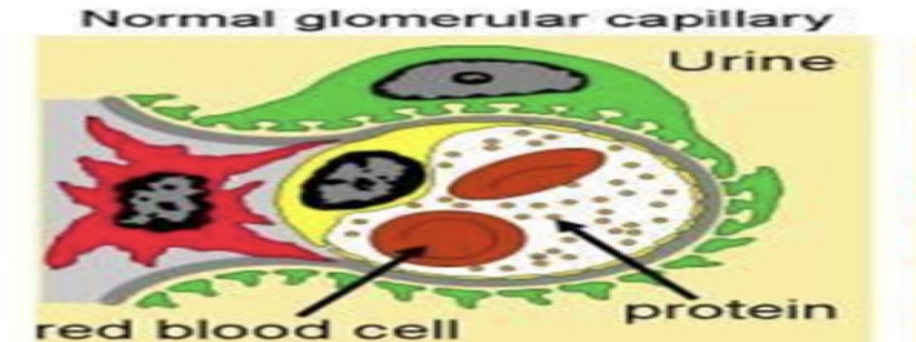 Normal glomerular capillary
Urine
protein
red blood cell